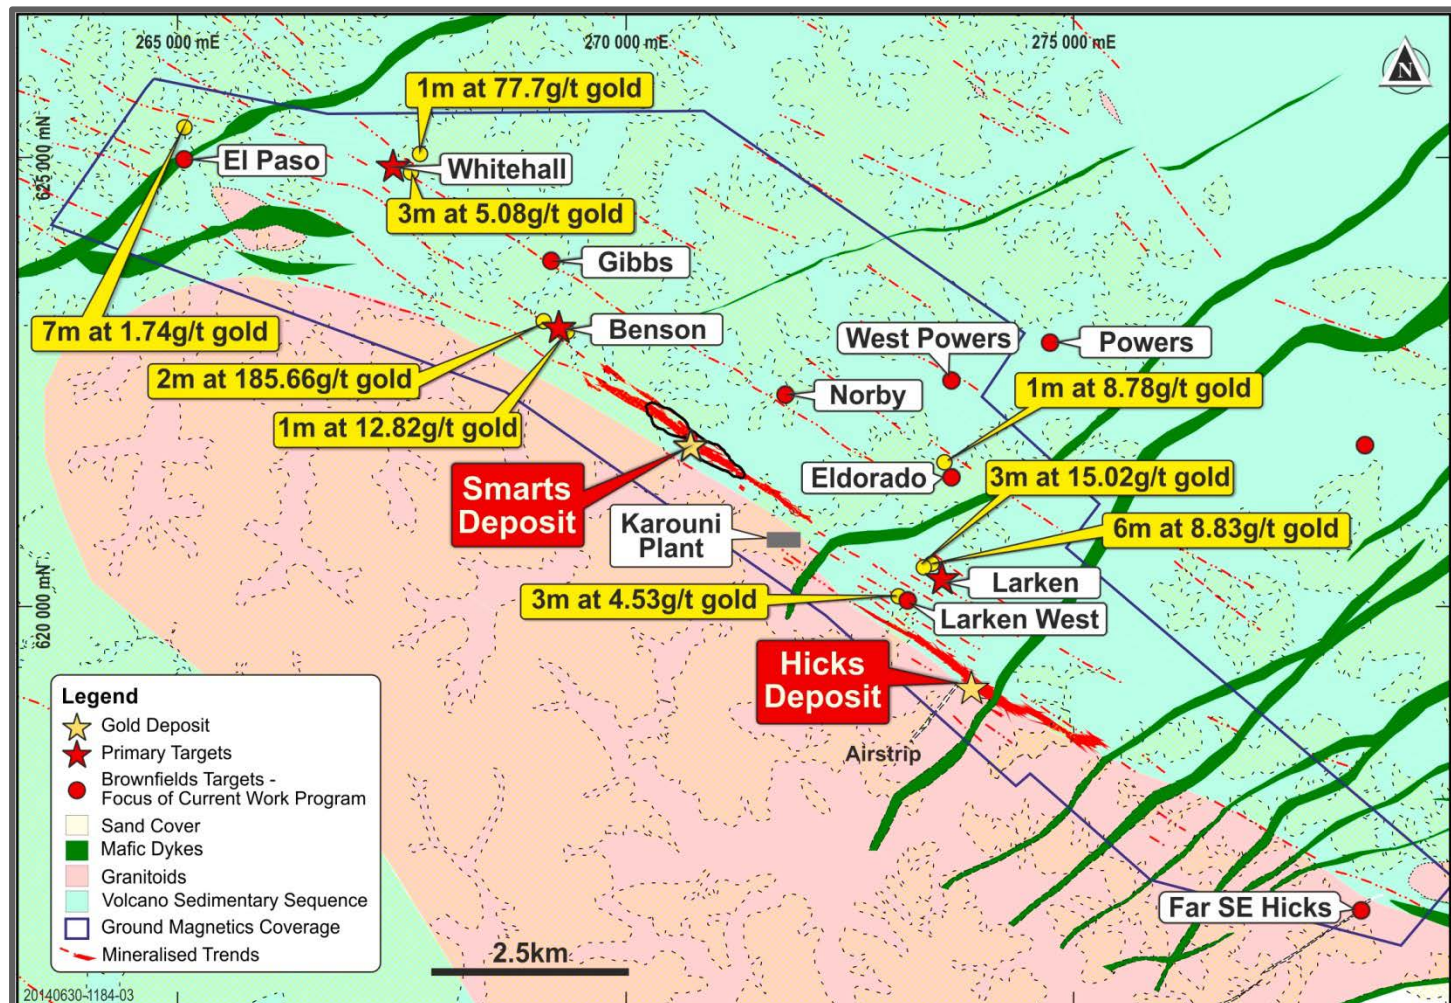 265 000 mE
270 000 mE
275 000 mE
N
625 000 mN
620 000 mN
1m at 77.7g/t gold
El Paso
Whitehall
3m at 5.08g/t gold
Gibbs
7m at 1.74g/t gold
Benson
West Powers
Powers
2m at 185.66g/t gold
1m at 8.78g/t gold
Norby
1m at 12.82g/t gold
3m at 15.02g/t gold
Eldorado
Smarts
Deposit
Karouni
Plant
6m at 8.83g/t gold
Larken
3m at 4.53g/t gold
Larken West
Hicks
Deposit
Airstrip
Far SE Hicks
Legend
Gold Deposit
Primary Targets
Brownfields Targets -
Focus of Current Work Program
Sand Cover
Mafic Dykes
Granitoids
Volcano Sedimentary Sequence
Ground Magnetics Coverage
Mineralised Trends
2.5km
20140630-1184-03